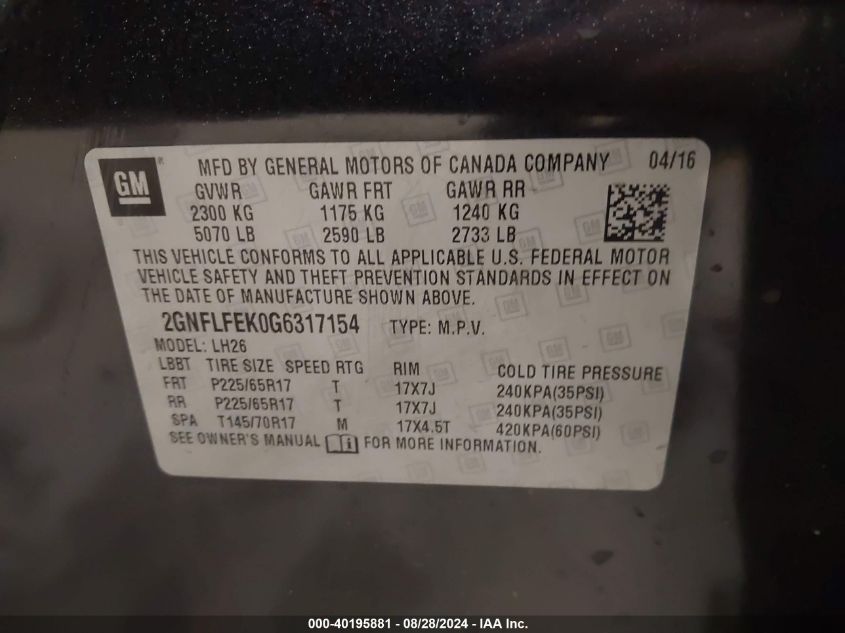 GM
MFD BY GENERAL MOTORS OF CANADA COMPANY 04/16
GVWR GAWR FRT GAWR RR
2300 KG 1175 KG 1240 KG
5070 LB 2590 LB 2733 LB
THIS VEHICLE CONFORMS TO ALL APPLICABLE U.S. FEDERAL MOTOR
VEHICLE SAFETY AND THEFT PREVENTION STANDARDS IN EFFECT ON
THE DATE OF MANUFACTURE SHOWN ABOVE.
2GNFLFEK0G6317154 TYPE: M.P.V.
MODEL: LH26
LBBT TIRE SIZE SPEED RTG RIM COLD TIRE PRESSURE
FRT P225/65R17 T 17X7J 240KPA(35PSI)
RR P225/65R17 T 17X7J 240KPA(35PSI)
SPA T145/70R17 M 17X4.5T 420KPA(60PSI)
SEE OWNER'S MANUAL FOR MORE INFORMATION.
000-40195881 - 08/28/2024 - IAA Inc.